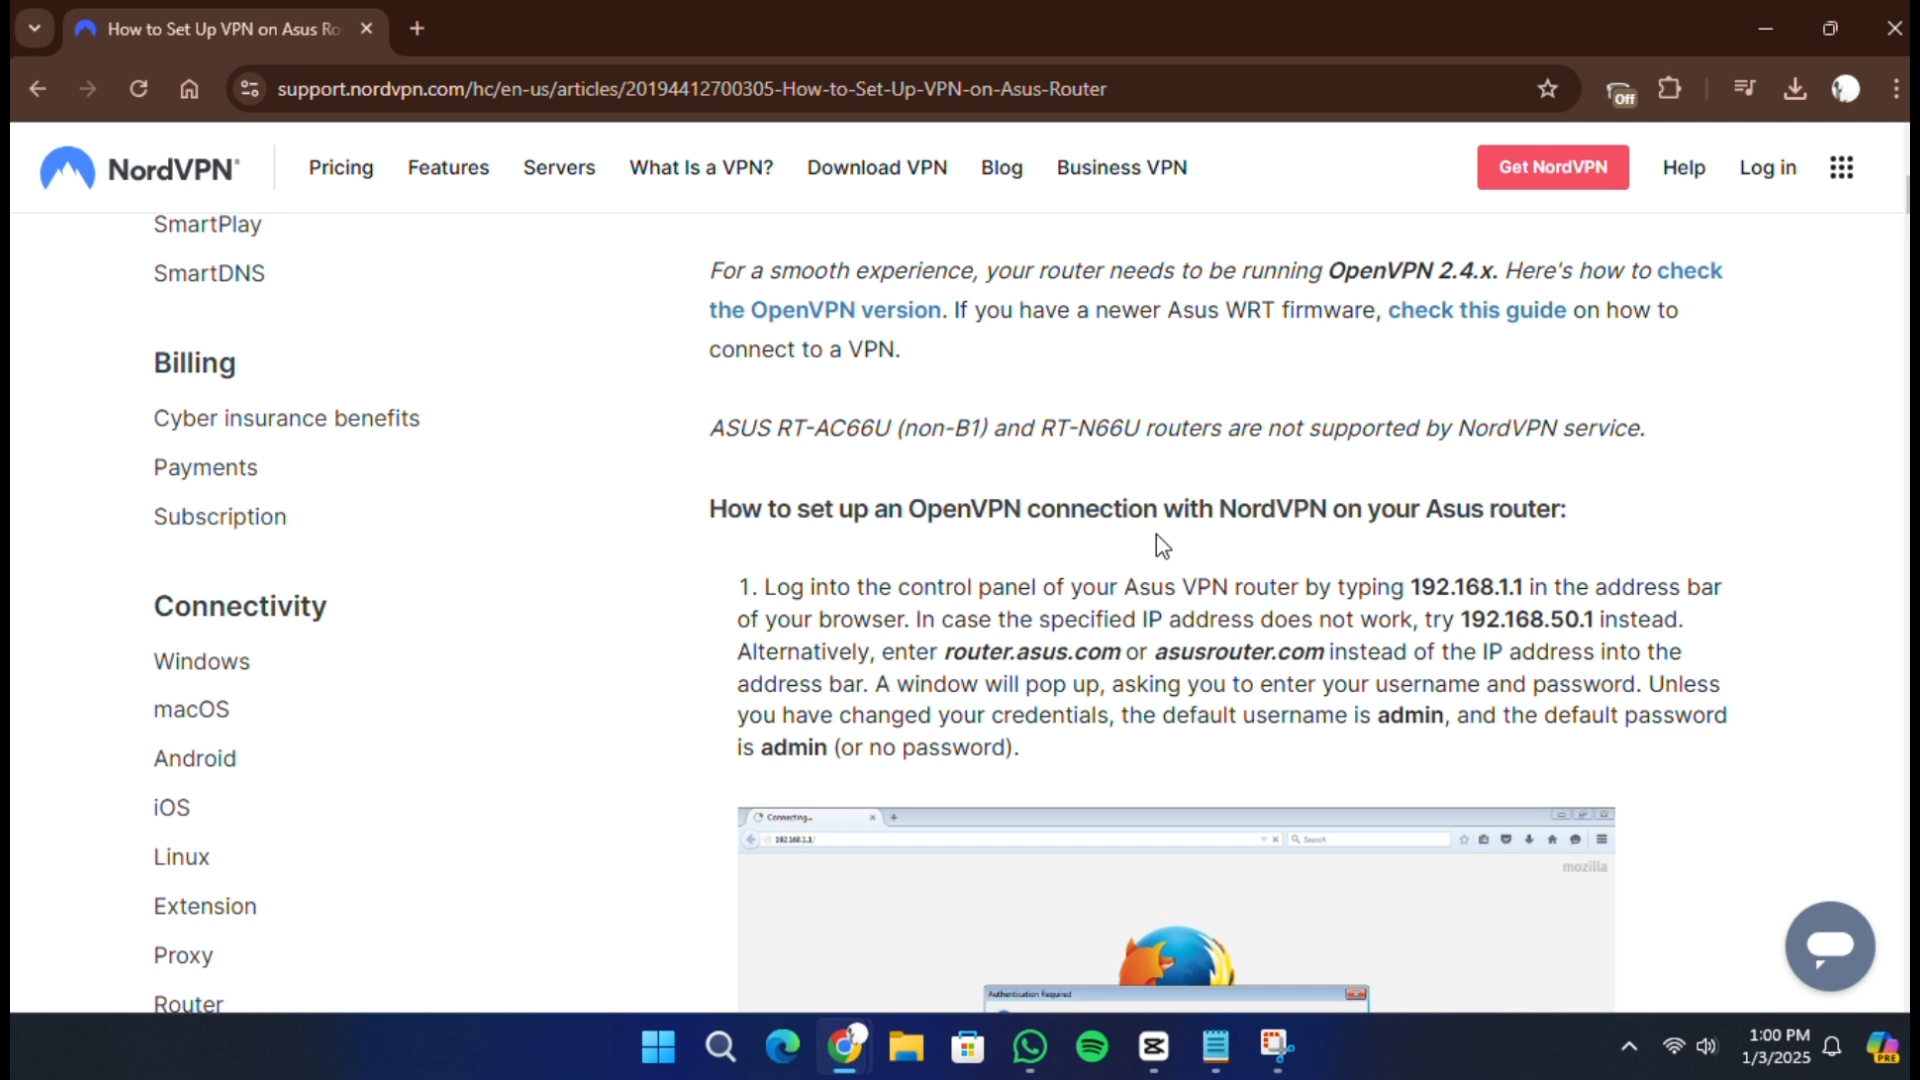 How to Set Up VPN on Asus Ro
support.nordvpn.com/hc/en-us/articles/20194412700305-How-to-Set-Up-VPN-on-Asus-Router
Off
NordVPN®
Pricing
Features
Servers
What Is a VPN?
Download VPN
Blog
Business VPN
Get NordVPN
Help
Log in
SmartPlay
SmartDNS
Billing
Cyber insurance benefits
Payments
Subscription
Connectivity
Windows
macOS
Android
iOS
Linux
Extension
Proxy
Router
For a smooth experience, your router needs to be running OpenVPN 2.4.x. Here's how to check
the OpenVPN version. If you have a newer Asus WRT firmware, check this guide on how to
connect to a VPN.
ASUS RT-AC66U (non-B1) and RT-N66U routers are not supported by NordVPN service.
How to set up an OpenVPN connection with NordVPN on your Asus router:
1. Log into the control panel of your Asus VPN router by typing 192.168.1.1 in the address bar
of your browser. In case the specified IP address does not work, try 192.168.50.1 instead.
Alternatively, enter router.asus.com or asusrouter.com instead of the IP address into the
address bar. A window will pop up, asking you to enter your username and password. Unless
you have changed your credentials, the default username is admin, and the default password
is admin (or no password).
Connecting...
192.168.1.1/
Search
mozilla
Authentication Required
1:00 PM
1/3/2025
PRE